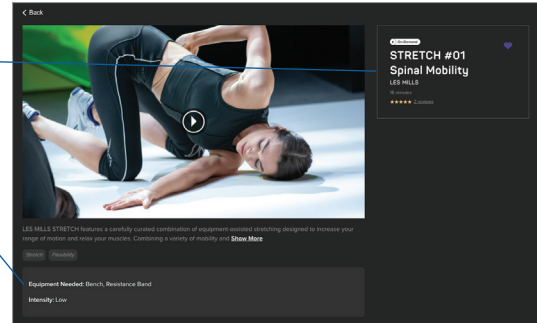 Back
On-Demand
STRETCH #01
Spinal Mobility
LES MILLS
minutes
2 reviews
LES MILLS STRETCH features a carefully curated combination of equipment-assisted stretching designed to increase your
range of motion and relax your muscles. Combining a variety of mobility and Show More
Stretch Flexibility
Equipment Needed: Bench, Resistance Band
Intensity: Low